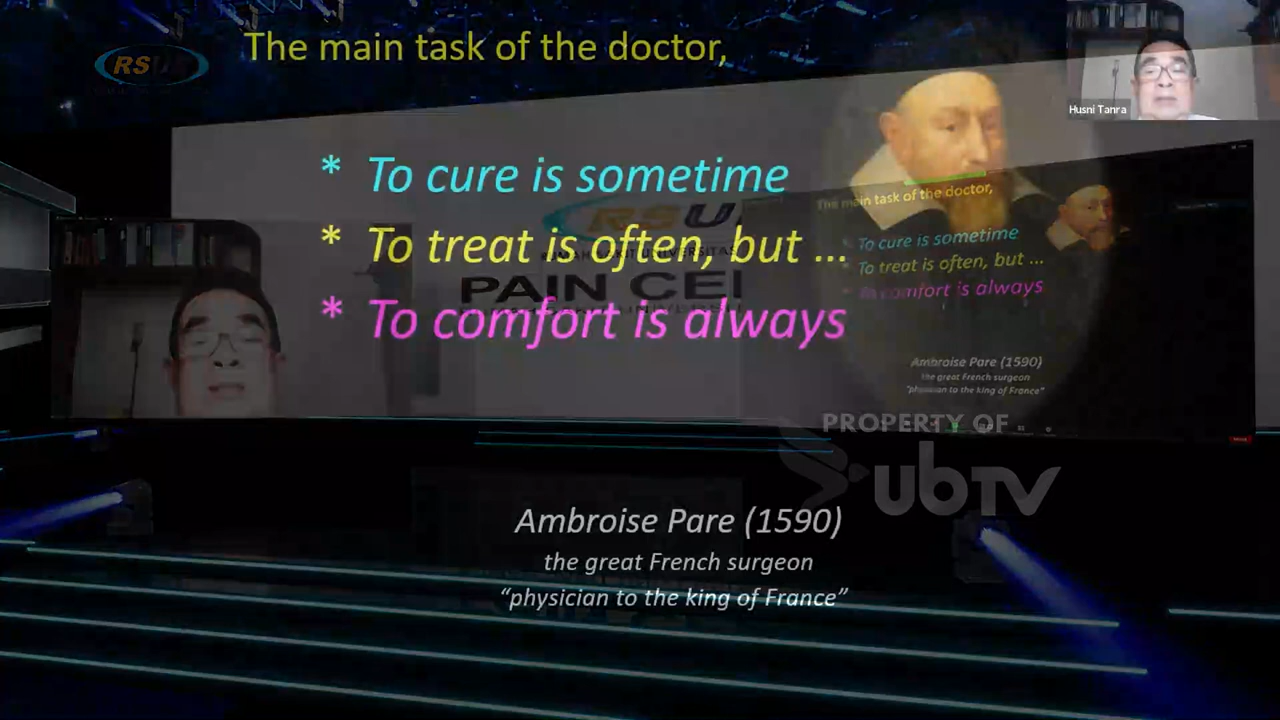 The main task of the doctor,
RSU
Husni Tanra
* To cure is sometime
* To treat is often, but ...
* To comfort is always
RSU
PAIN CE
The main task of the doctor,
To cure is sometime
To treat is often, but ...
To comfort is always
Ambroise Pare (1590)
the great French surgeon
"physician to the king of France"
PROPERTY OF
SUbTV
Ambroise Pare (1590)
the great French surgeon
“physician to the king of France”